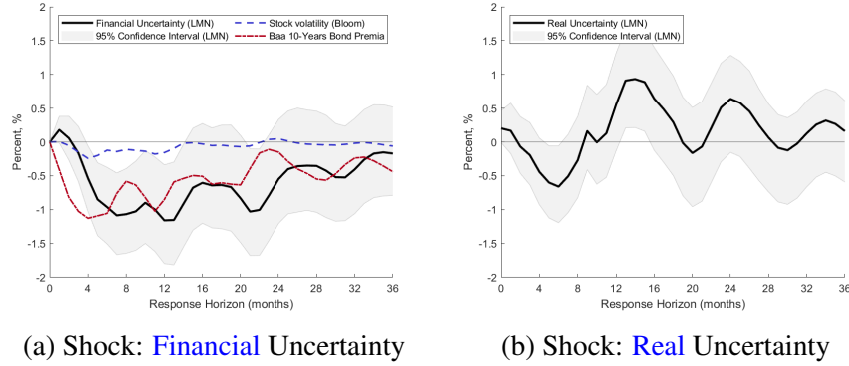 Financial Uncertainty (LMN)
Stock volatility (Bloom)
95% Confidence Interval (LMN)
Baa 10-Years Bond Premia
2
1.5
1
0.5
0
-0.5
-1
-1.5
-2
Percent, %
0 4 8 12 16 20 24 28 32 36
Response Horizon (months)
(a) Shock: Financial Uncertainty
Real Uncertainty (LMN)
95% Confidence Interval (LMN)
2
1.5
1
0.5
0
-0.5
-1
-1.5
-2
Percent, %
0 4 8 12 16 20 24 28 32 36
Response Horizon (months)
(b) Shock: Real Uncertainty